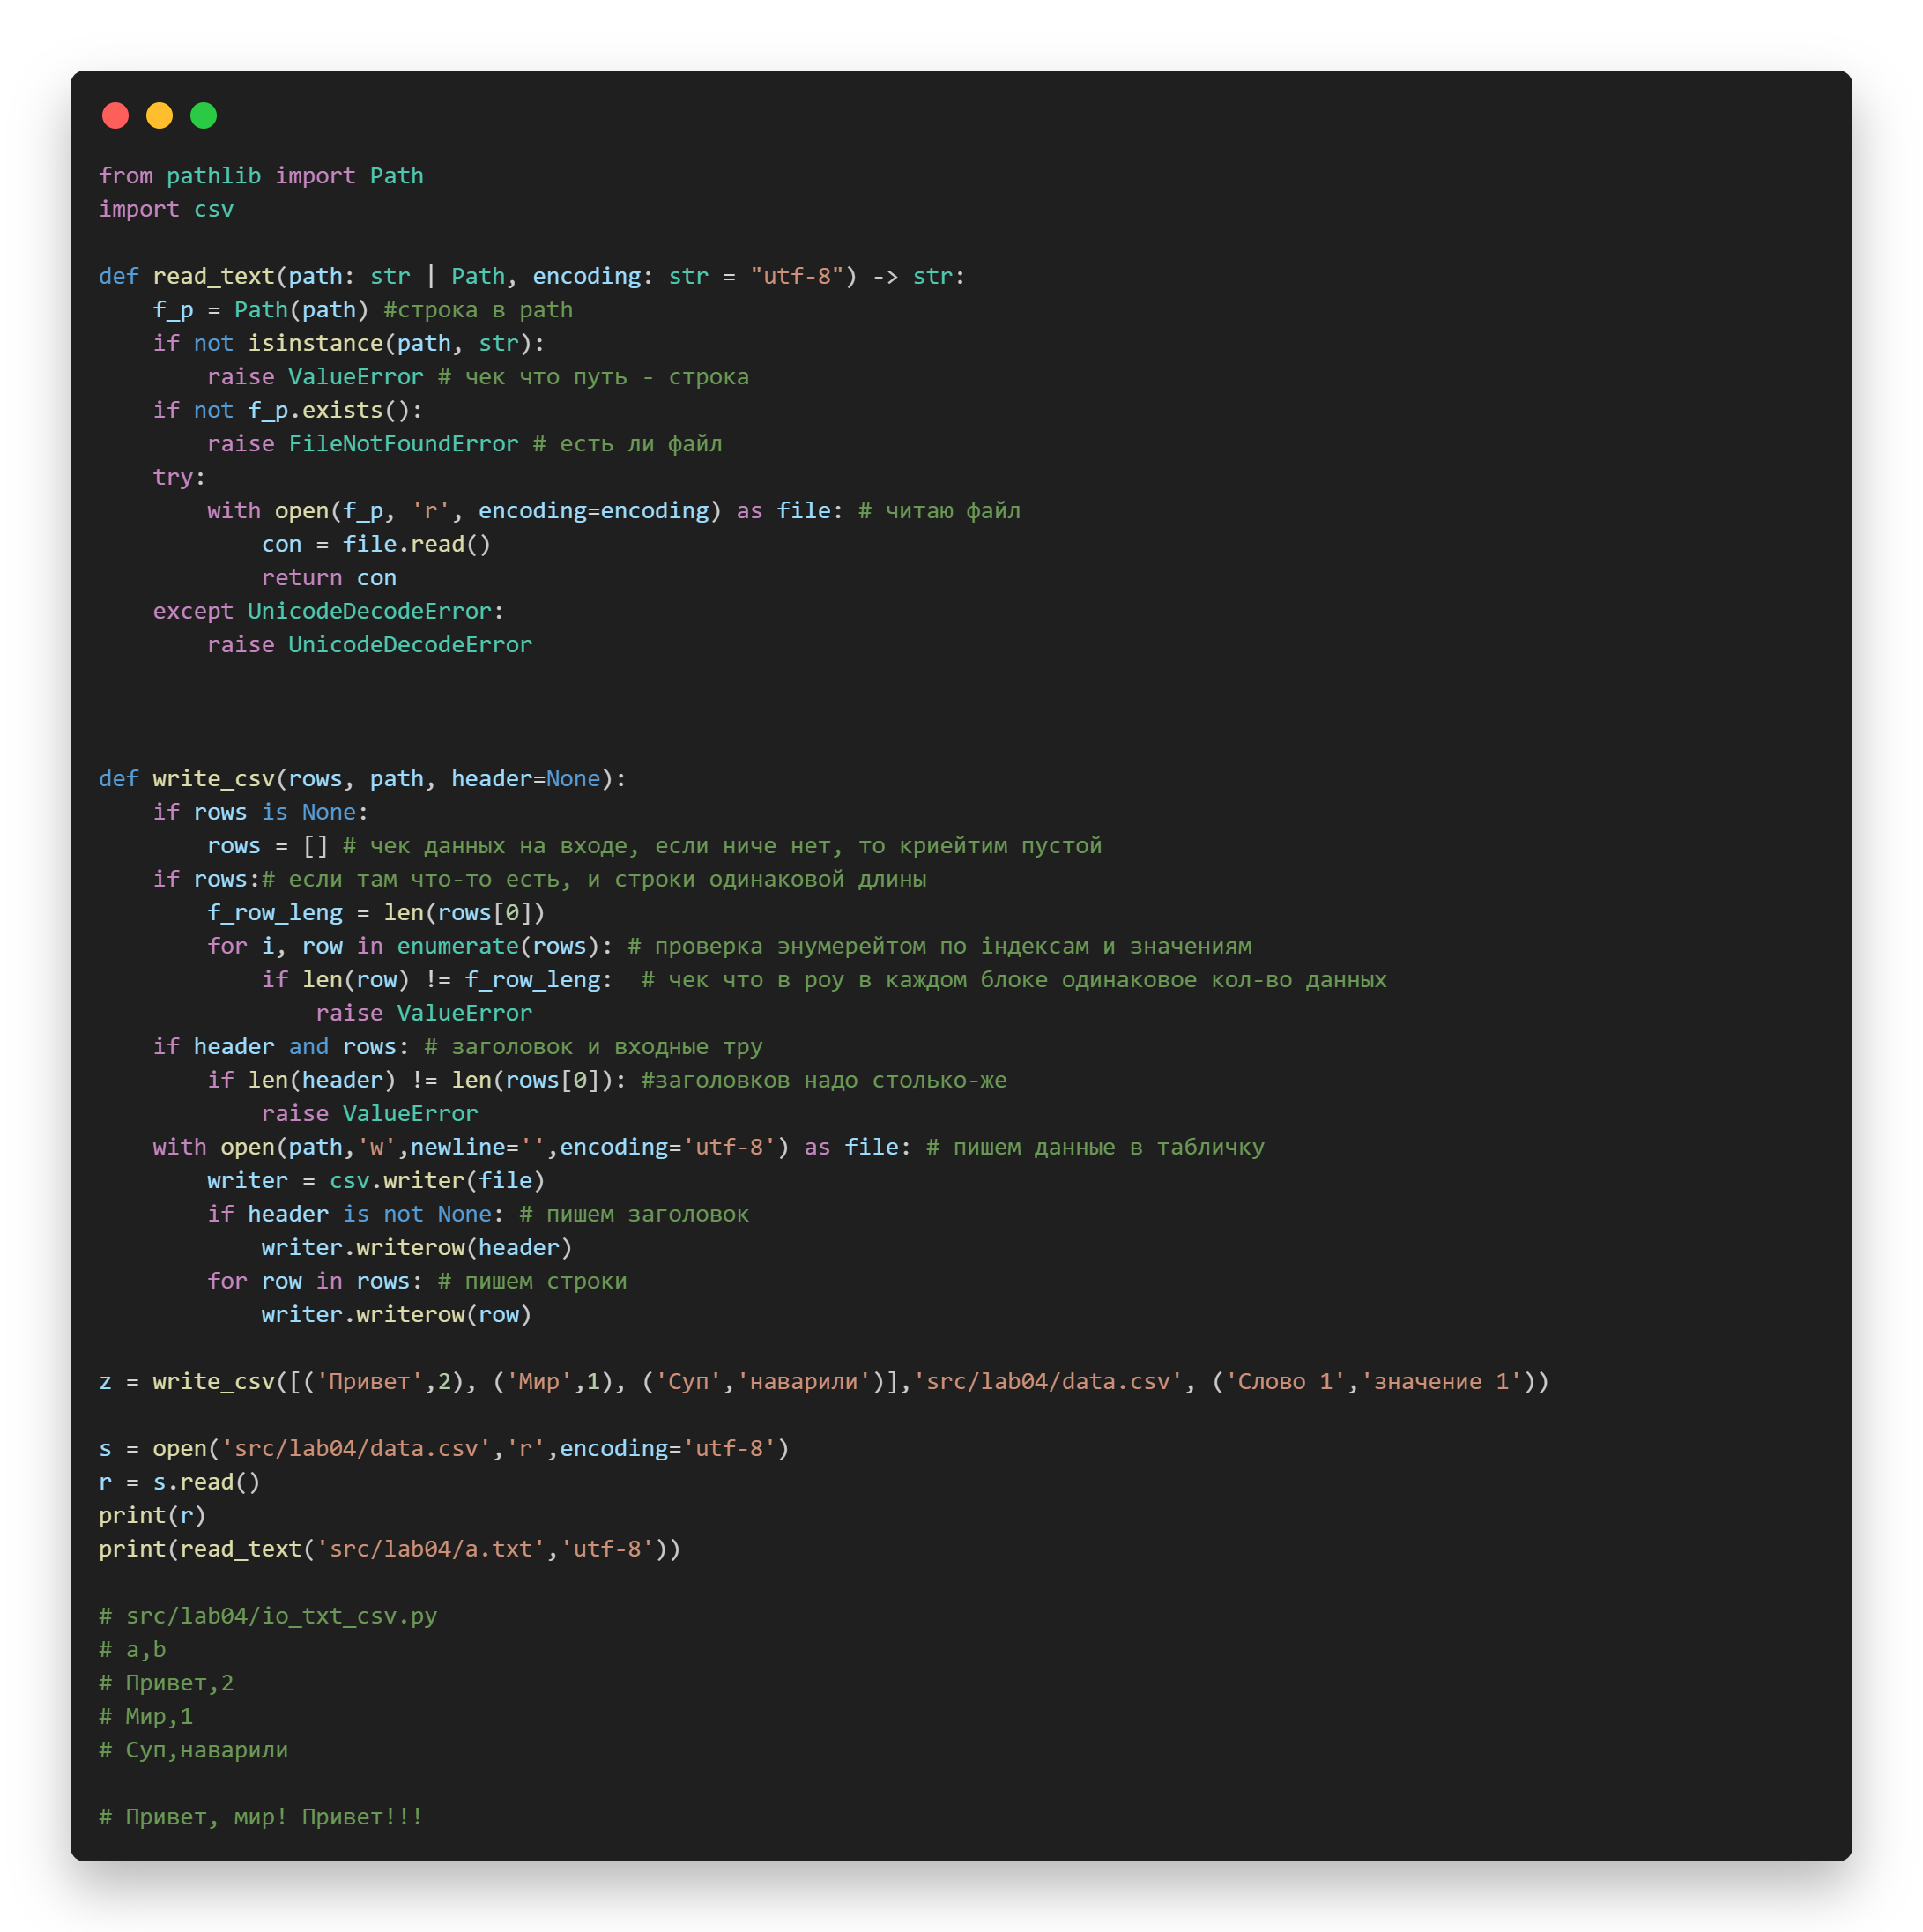 from pathlib import Path
import csv

def read_text(path: str | Path, encoding: str = "utf-8") -> str:
    f_p = Path(path) #строка в path
    if not isinstance(path, str):
        raise ValueError # чек что путь - строка
    if not f_p.exists():
        raise FileNotFoundError # есть ли файл
    try:
        with open(f_p, 'r', encoding=encoding) as file: # читаю файл
            con = file.read()
            return con
    except UnicodeDecodeError:
        raise UnicodeDecodeError

def write_csv(rows, path, header=None):
    if rows is None:
        rows = [] # чек данных на входе, если ниче нет, то криейтим пустой
    if rows:# если там что-то есть, и строки одинаковой длины
        f_row_leng = len(rows[0])
        for i, row in enumerate(rows): # проверка энумерейтом по індексам и значениям
            if len(row) != f_row_leng:  # чек что в роу в каждом блоке одинаковое кол-во данных
                raise ValueError
    if header and rows: # заголовок и входные тру
        if len(header) != len(rows[0]): #заголовков надо столько-же
            raise ValueError
    with open(path,'w',newline='',encoding='utf-8') as file: # пишем данные в табличку
        writer = csv.writer(file)
        if header is not None: # пишем заголовок
            writer.writerow(header)
        for row in rows: # пишем строки
            writer.writerow(row)

z = write_csv([('Привет',2), ('Мир',1), ('Суп','наварили')],'src/lab04/data.csv', ('Слово 1','значение 1'))

s = open('src/lab04/data.csv','r',encoding='utf-8')
r = s.read()
print(r)
print(read_text('src/lab04/a.txt','utf-8'))

# src/lab04/io_txt_csv.py
# a,b
# Привет,2
# Мир,1
# Суп,наварили

# Привет, мир! Привет!!!